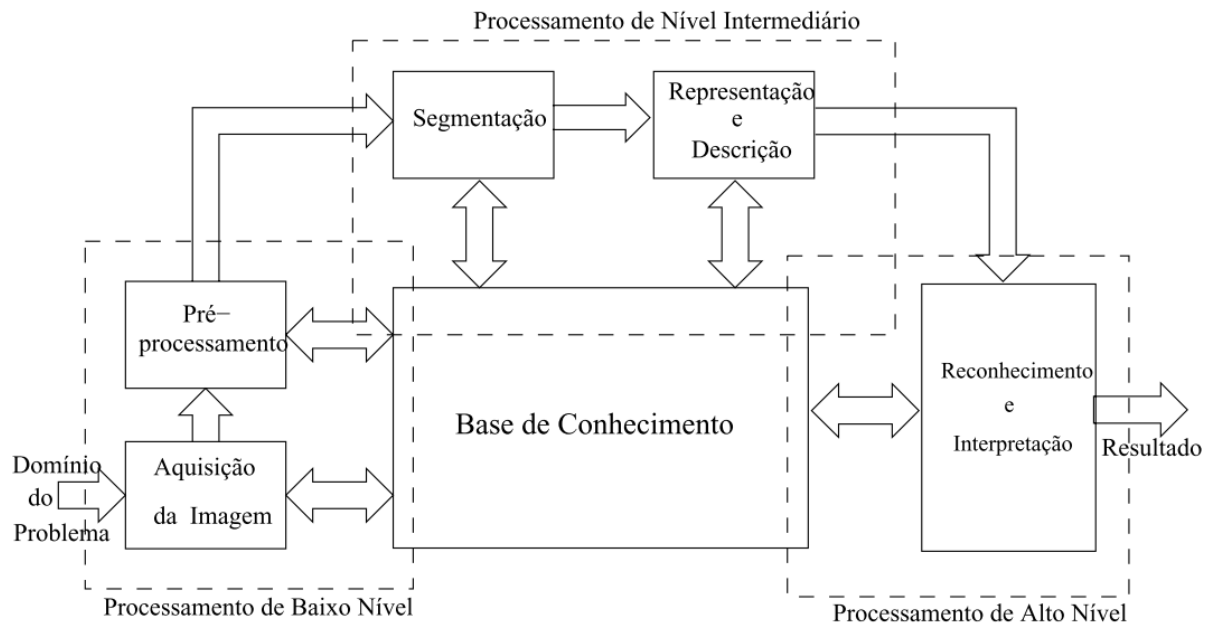 Processamento de Nível Intermediário
Segmentação
Representação
e
Descrição
Pré−
processamento
Base de Conhecimento
Reconhecimento
e
Interpretação
Resultado
Aquisição
da Imagem
Domínio
do
Problema
Processamento de Baixo Nível
Processamento de Alto Nível